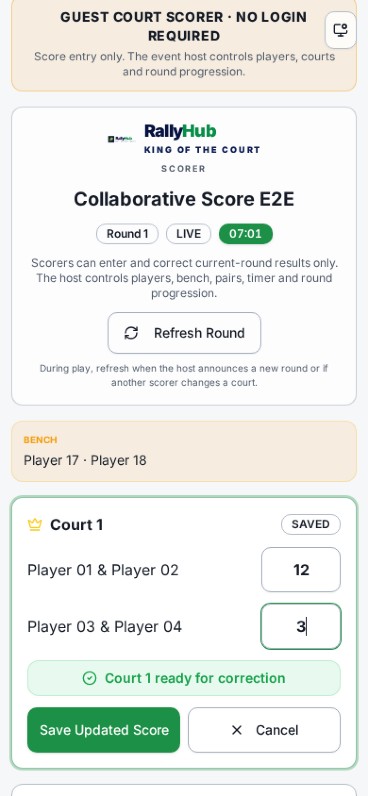 GUEST COURT SCORER · NO LOGIN
REQUIRED
Score entry only. The event host controls players, courts
and round progression.
RallyHub
RallyHub
KING OF THE COURT
SCORER
Collaborative Score E2E
Round 1
LIVE
07:01
Scorers can enter and correct current-round results only.
The host controls players, bench, pairs, timer and round
progression.
Refresh Round
During play, refresh when the host announces a new round or if
another scorer changes a court.
BENCH
Player 17 · Player 18
Court 1
SAVED
Player 01 & Player 02
12
Player 03 & Player 04
3
Court 1 ready for correction
Save Updated Score
Cancel